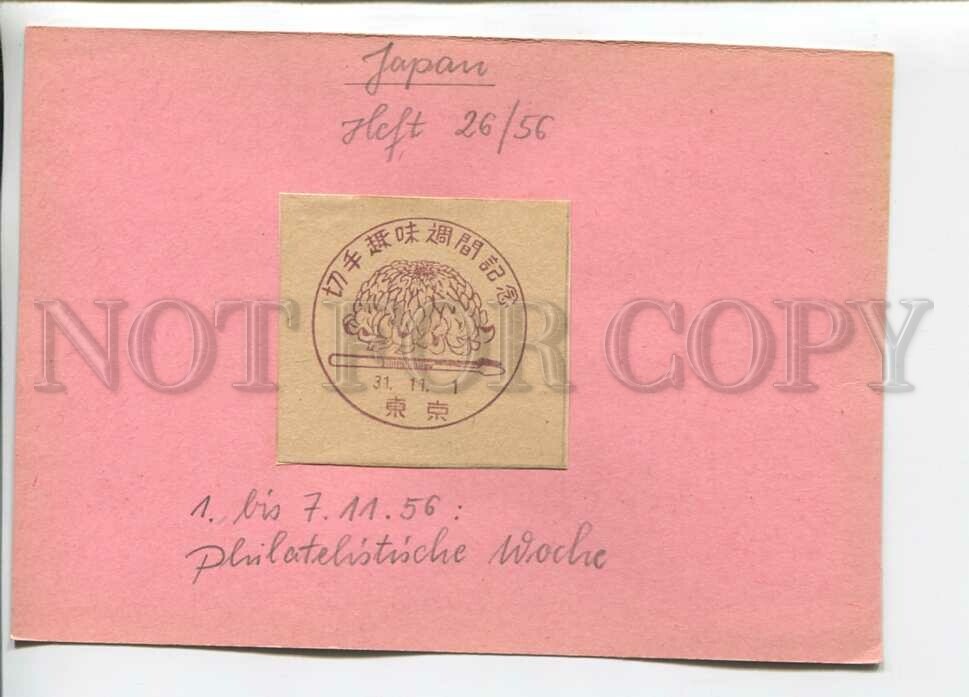 Japan
Heft 26/56
切手趣味週間記念
31. 11. 1
東京
1. bis 7.11.56:
Philatelistische Woche
NOT FOR COPY